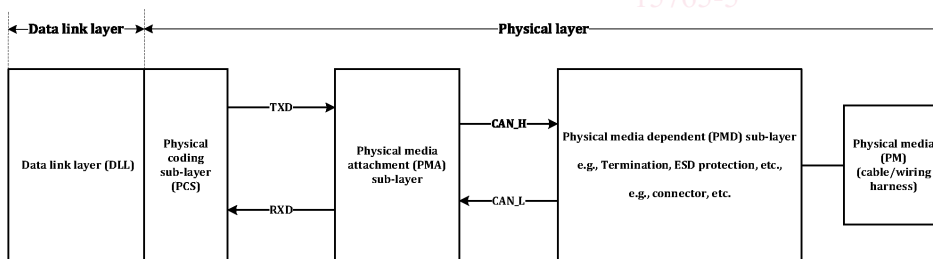 15765-5
Data link layer
Physical layer
Data link layer (DLL)
Physical
coding
sub-layer
(PCS)
TXD
RXD
Physical media
attachment (PMA)
sub-layer
CAN_H
CAN_L
Physical media dependent (PMD) sub-layer
e.g., Termination, ESD protection, etc.,
e.g., connector, etc.
Physical media
(PM)
(cable/wiring
harness)